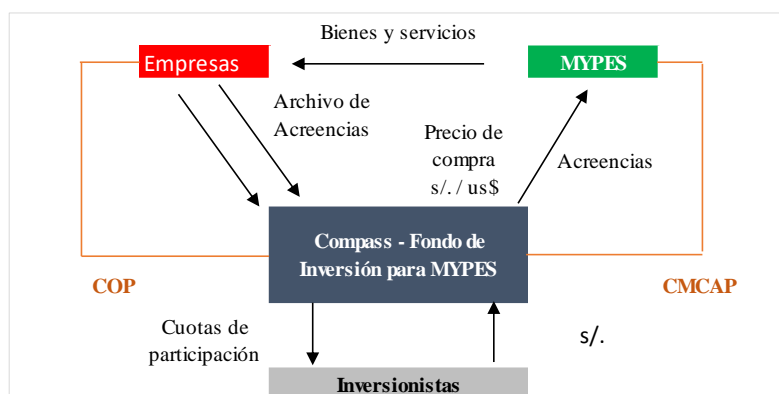 Bienes y servicios
Empresas
MYPES
Archivo de
Acreencias
Precio de
compra
s/. / us$
Acreencias
Compass - Fondo de
Inversión para MYPES
COP
CMCAP
Cuotas de
participación
s/.
Inversionistas